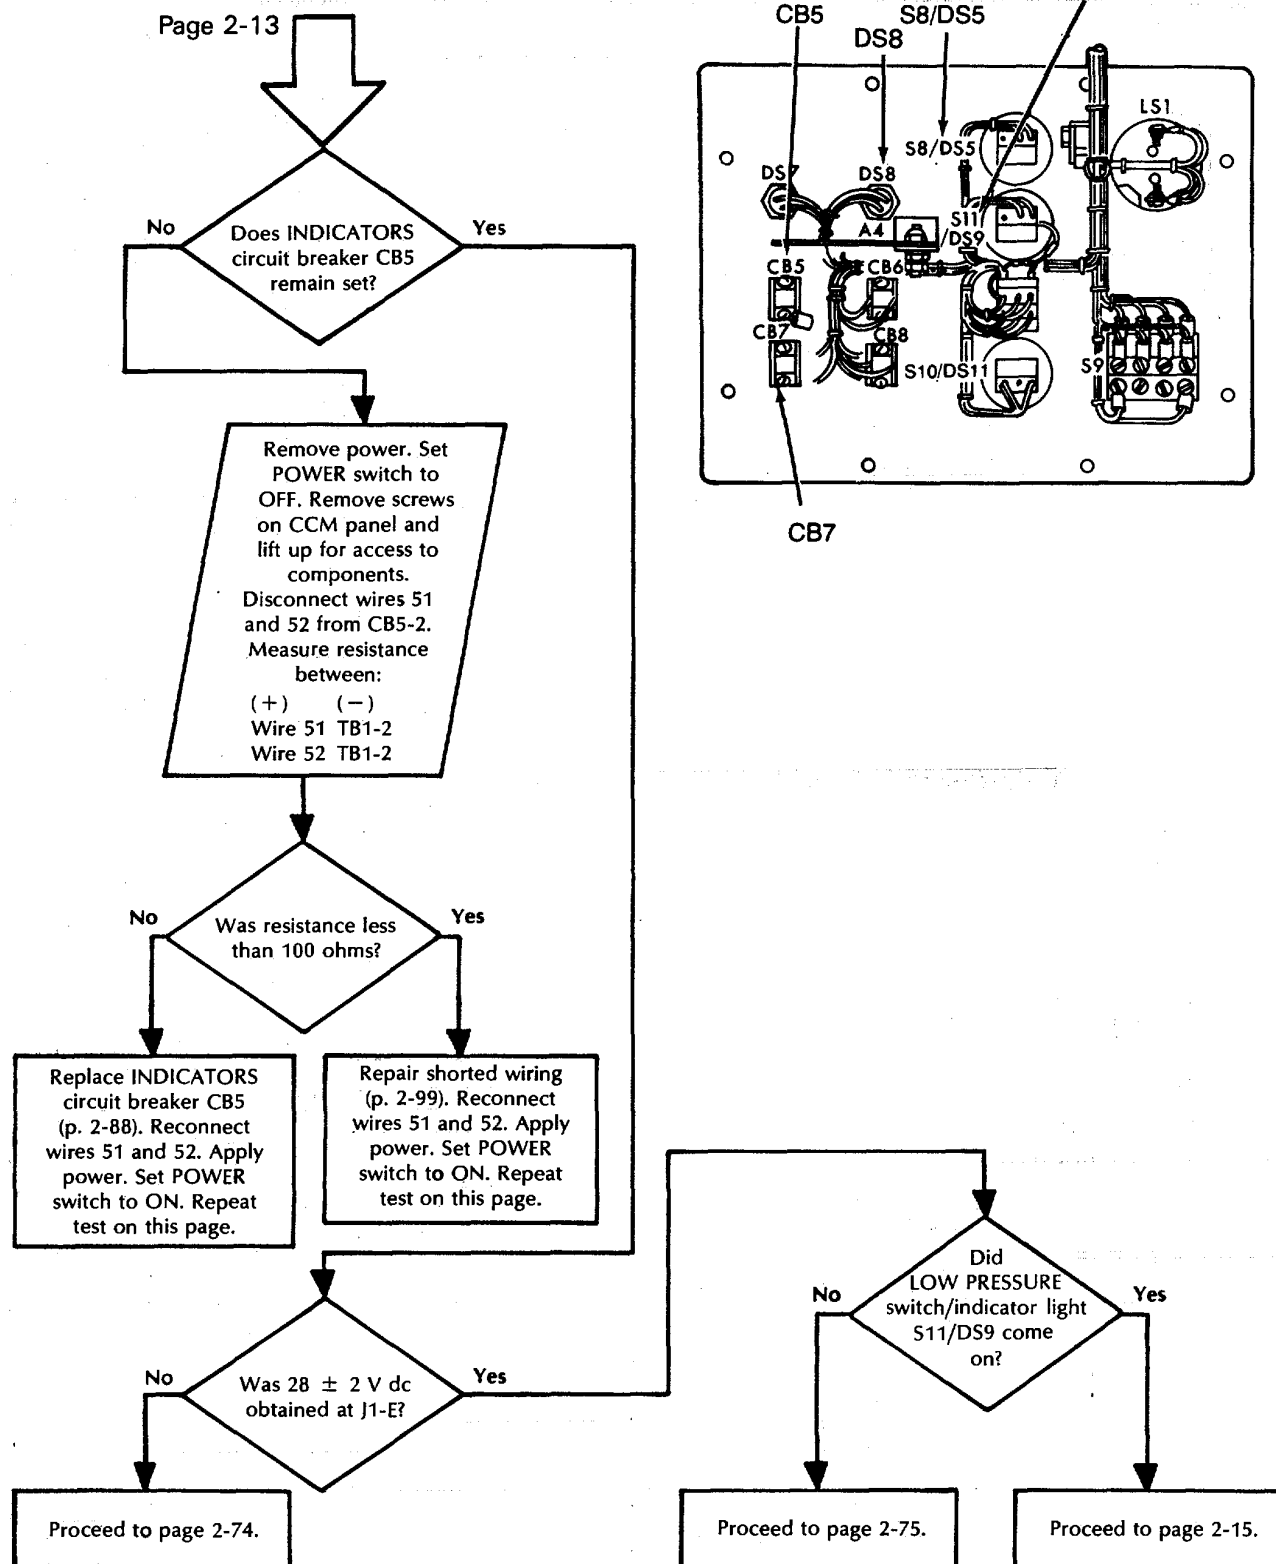 Page 2-13
CB5
S8/DS5
DS8
LS1
S8/DS5
DS7
DS8
A4
S11
/DS9
CB5
CB6
CB7
CB8
S10/DS11
S9
CB7
No
Yes
Does INDICATORS
circuit breaker CB5
remain set?
Remove power. Set
POWER switch to
OFF. Remove screws
on CCM panel and
lift up for access to
components.
Disconnect wires 51
and 52 from CB5-2.
Measure resistance
between:
(+) (−)
Wire 51 TB1-2
Wire 52 TB1-2
No
Yes
Was resistance less
than 100 ohms?
Replace INDICATORS
circuit breaker CB5
(p. 2-88). Reconnect
wires 51 and 52. Apply
power. Set POWER
switch to ON. Repeat
test on this page.
Repair shorted wiring
(p. 2-99). Reconnect
wires 51 and 52. Apply
power. Set POWER
switch to ON. Repeat
test on this page.
No
Yes
Was 28 ± 2 V dc
obtained at J1-E?
No
Yes
Did
LOW PRESSURE
switch/indicator light
S11/DS9 come
on?
Proceed to page 2-74.
Proceed to page 2-75.
Proceed to page 2-15.